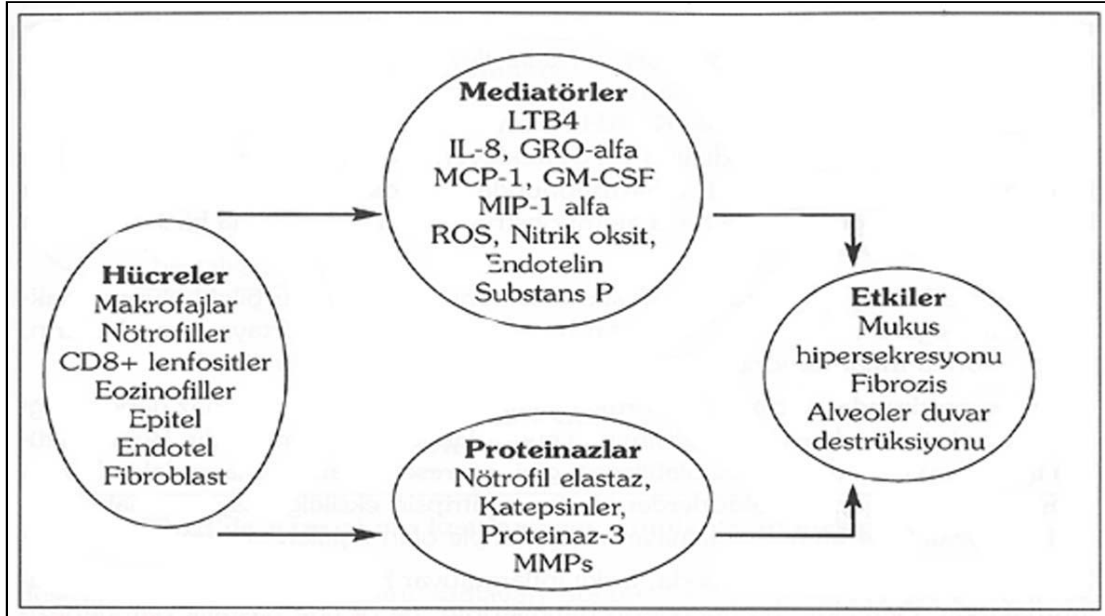 Mediatörler
LTB4
IL-8, GRO-alfa
MCP-1, GM-CSF
MIP-1 alfa
ROS, Nitrik oksit,
Endotelin
Substans P
Hücreler
Makrofajlar
Nötrofiller
CD8+ lenfositler
Eozinofiller
Epitel
Endotel
Fibroblast
Proteinazlar
Nötrofil elastaz,
Katepsinler,
Proteinaz-3
MMPs
Etkiler
Mukus
hipersekresyonu
Fibrozis
Alveoler duvar
destrüksiyonu